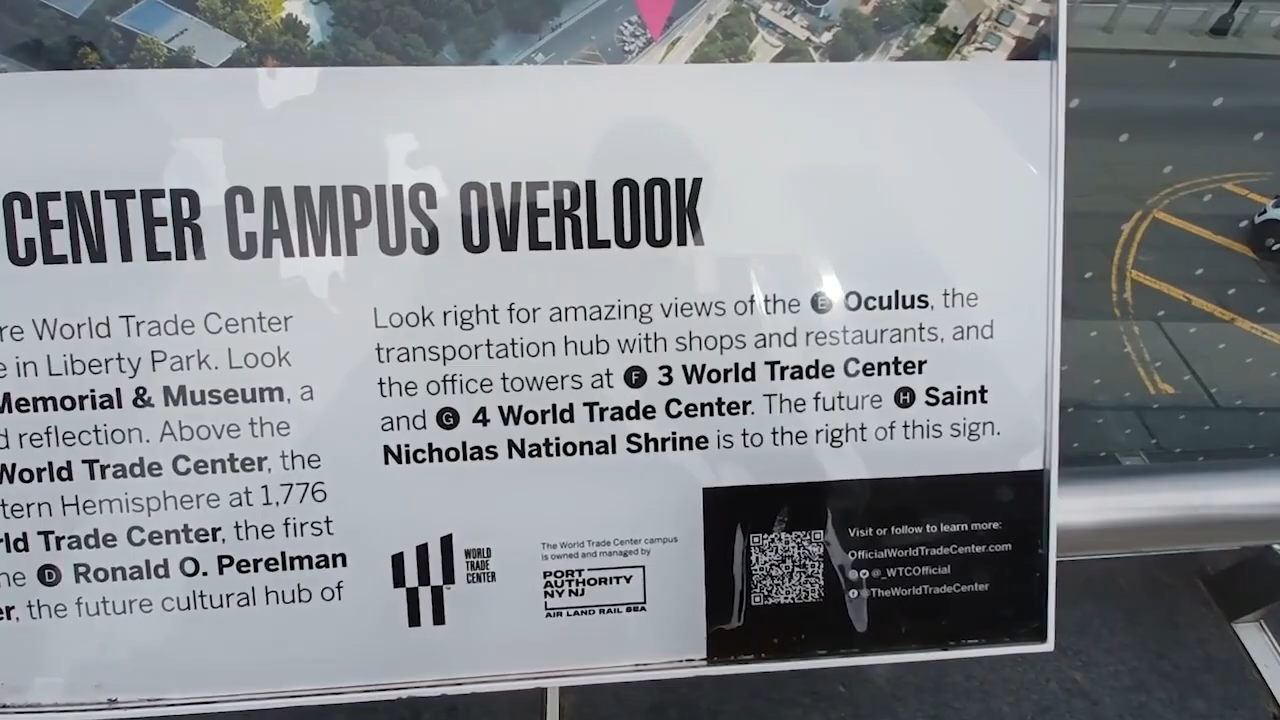 CENTER CAMPUS OVERLOOK
re World Trade Center
e in Liberty Park. Look
Memorial & Museum, a
d reflection. Above the
World Trade Center, the
tern Hemisphere at 1,776
rld Trade Center, the first
he D Ronald O. Perelman
er, the future cultural hub of
Look right for amazing views of the E Oculus, the
transportation hub with shops and restaurants, and
the office towers at F 3 World Trade Center
and G 4 World Trade Center. The future H Saint
Nicholas National Shrine is to the right of this sign.
WORLD
TRADE
CENTER
The World Trade Center campus
is owned and managed by
PORT
AUTHORITY
NY NJ
AIR LAND RAIL SEA
Visit or follow to learn more:
OfficialWorldTradeCenter.com
@_WTCOfficial
@TheWorldTradeCenter